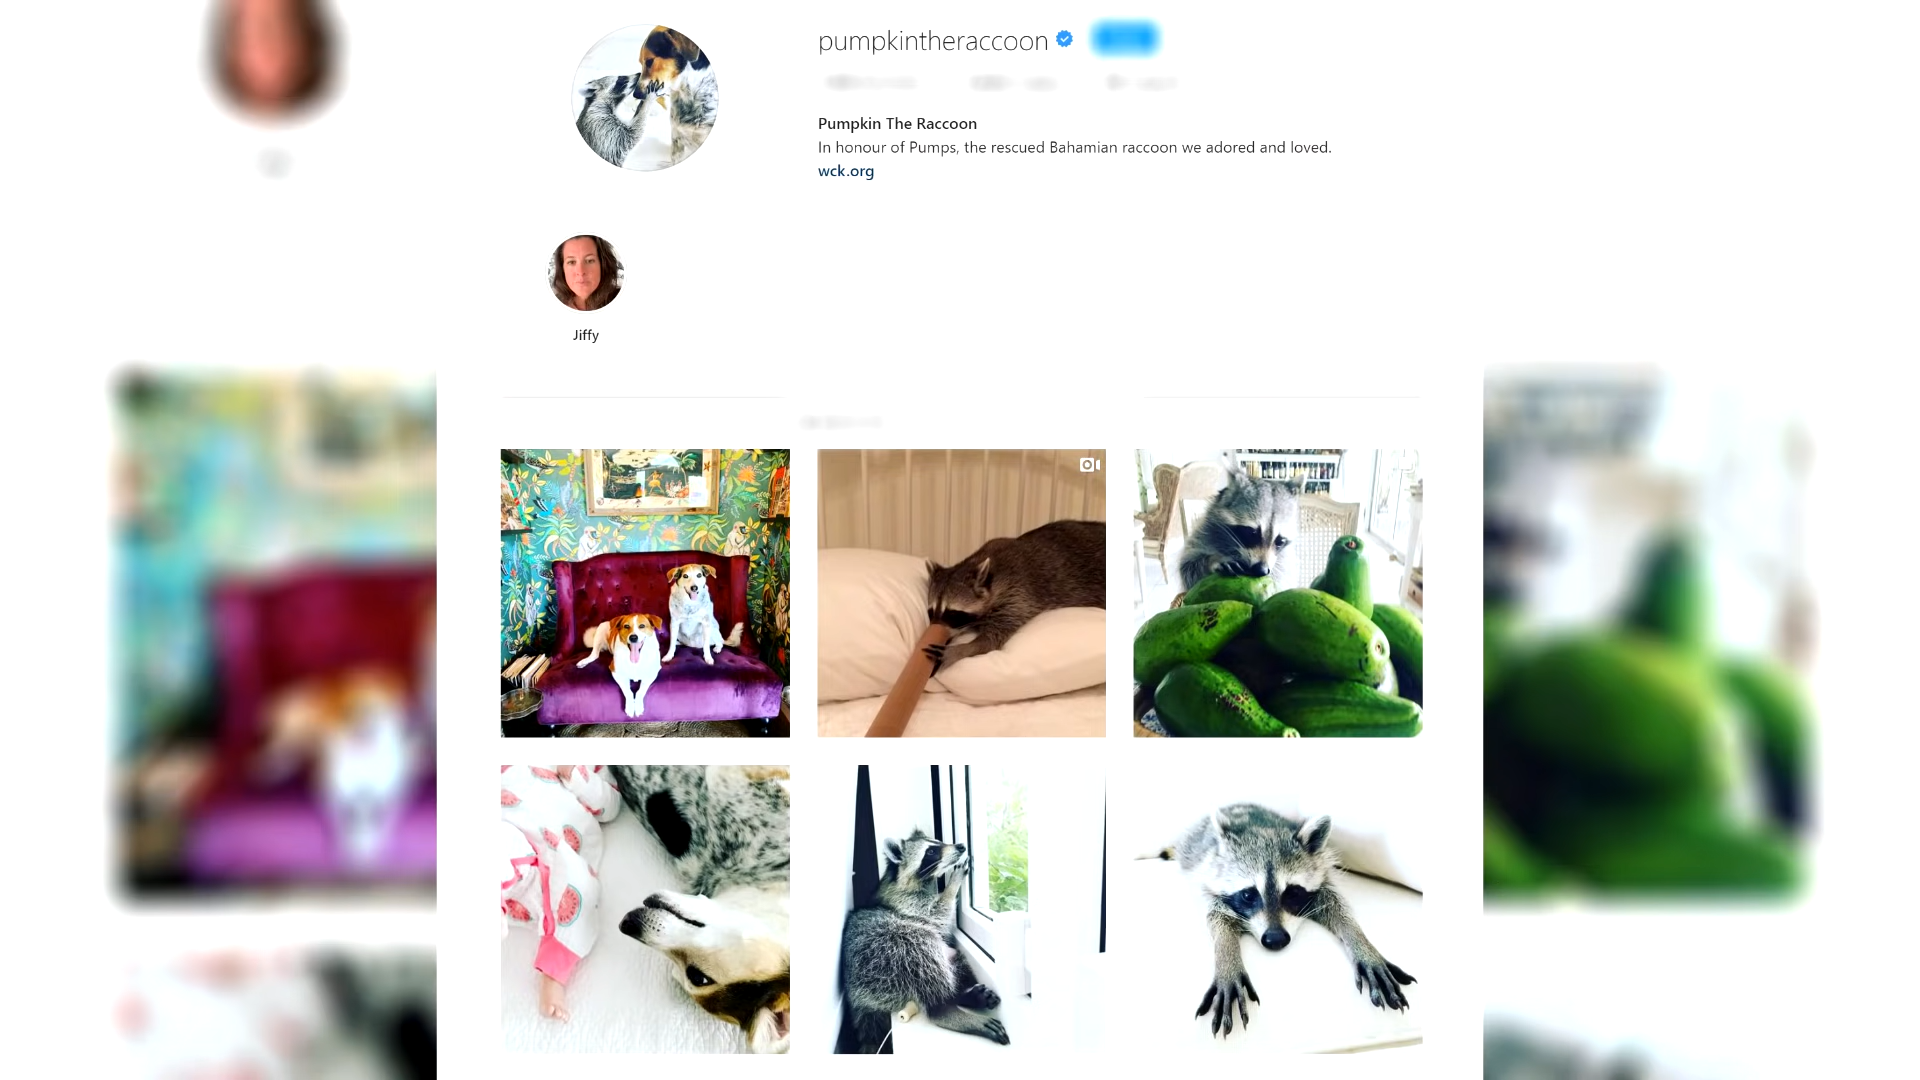 pumpkintheraccoon
Pumpkin The Raccoon
In honour of Pumps, the rescued Bahamian raccoon we adored and loved.
wck.org
Jiffy